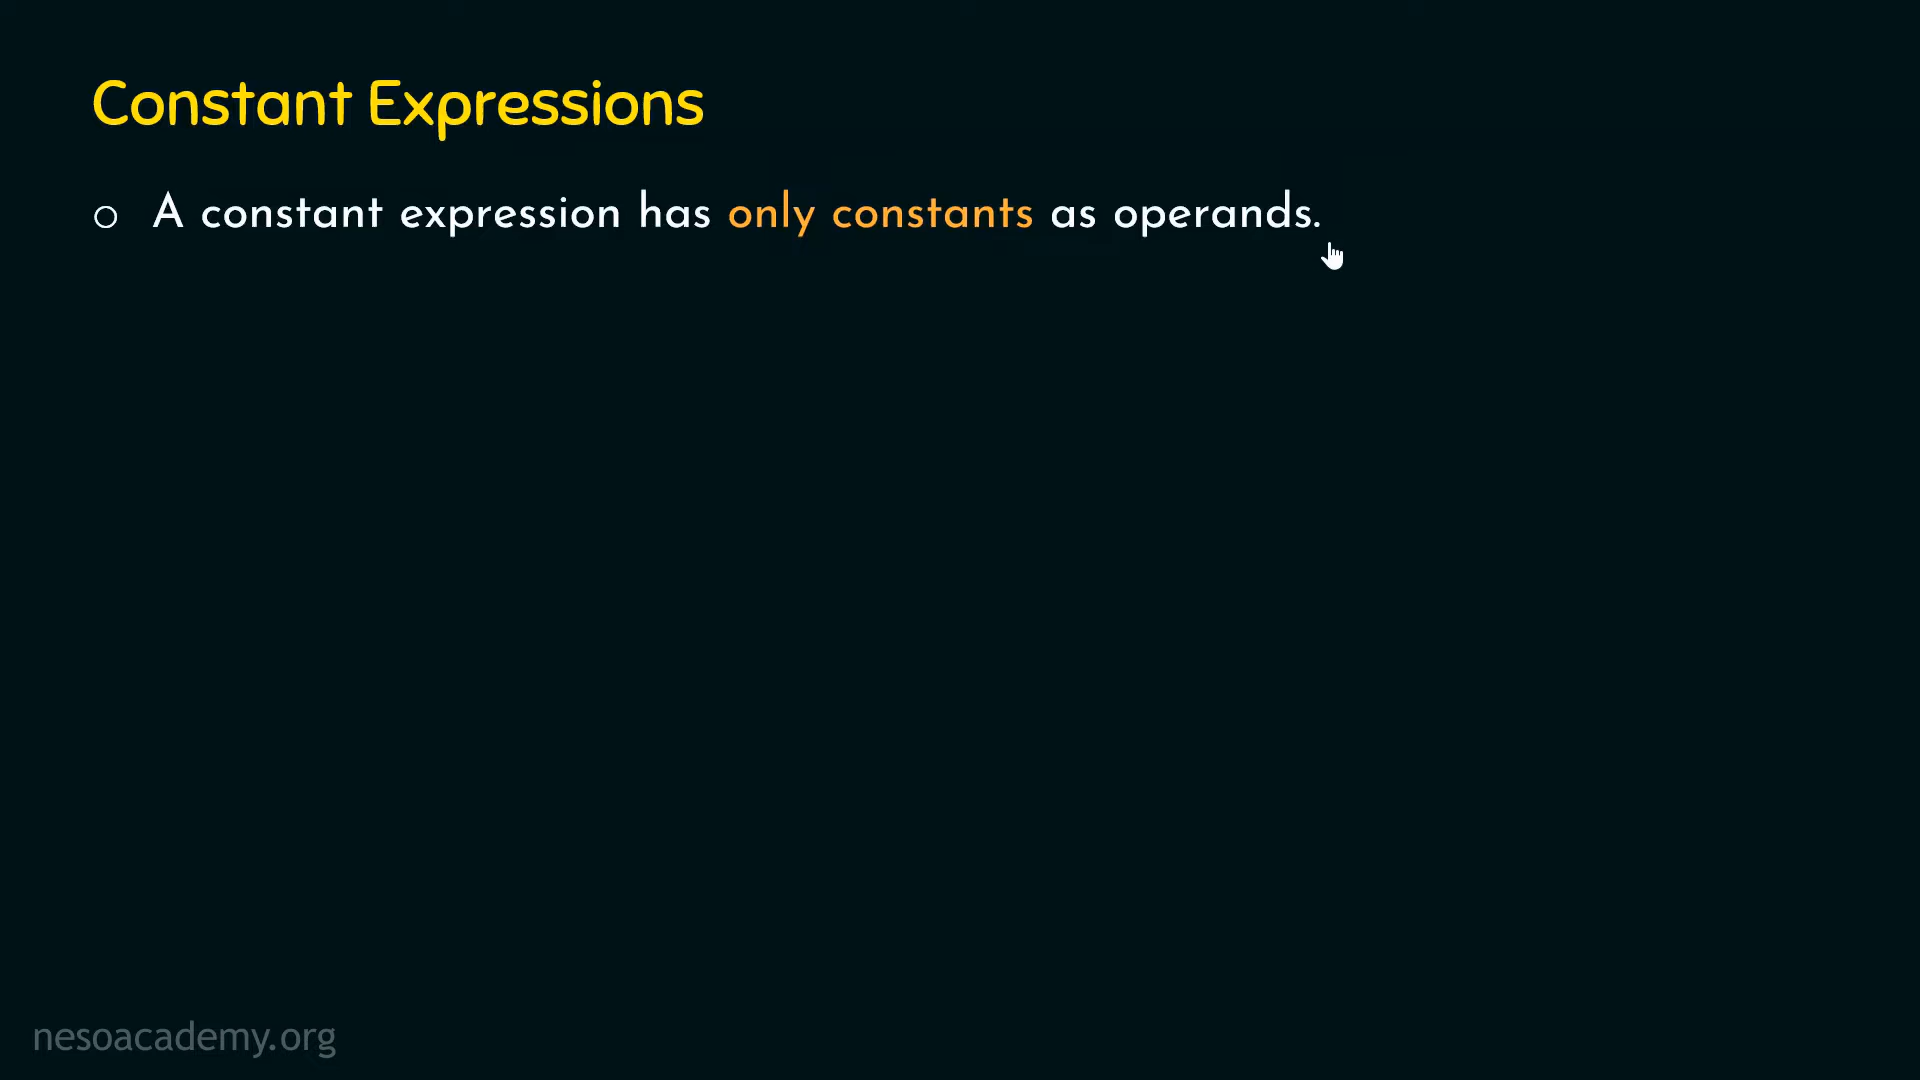 Constant Expressions
○ A constant expression has only constants as operands.
nesoacademy.org